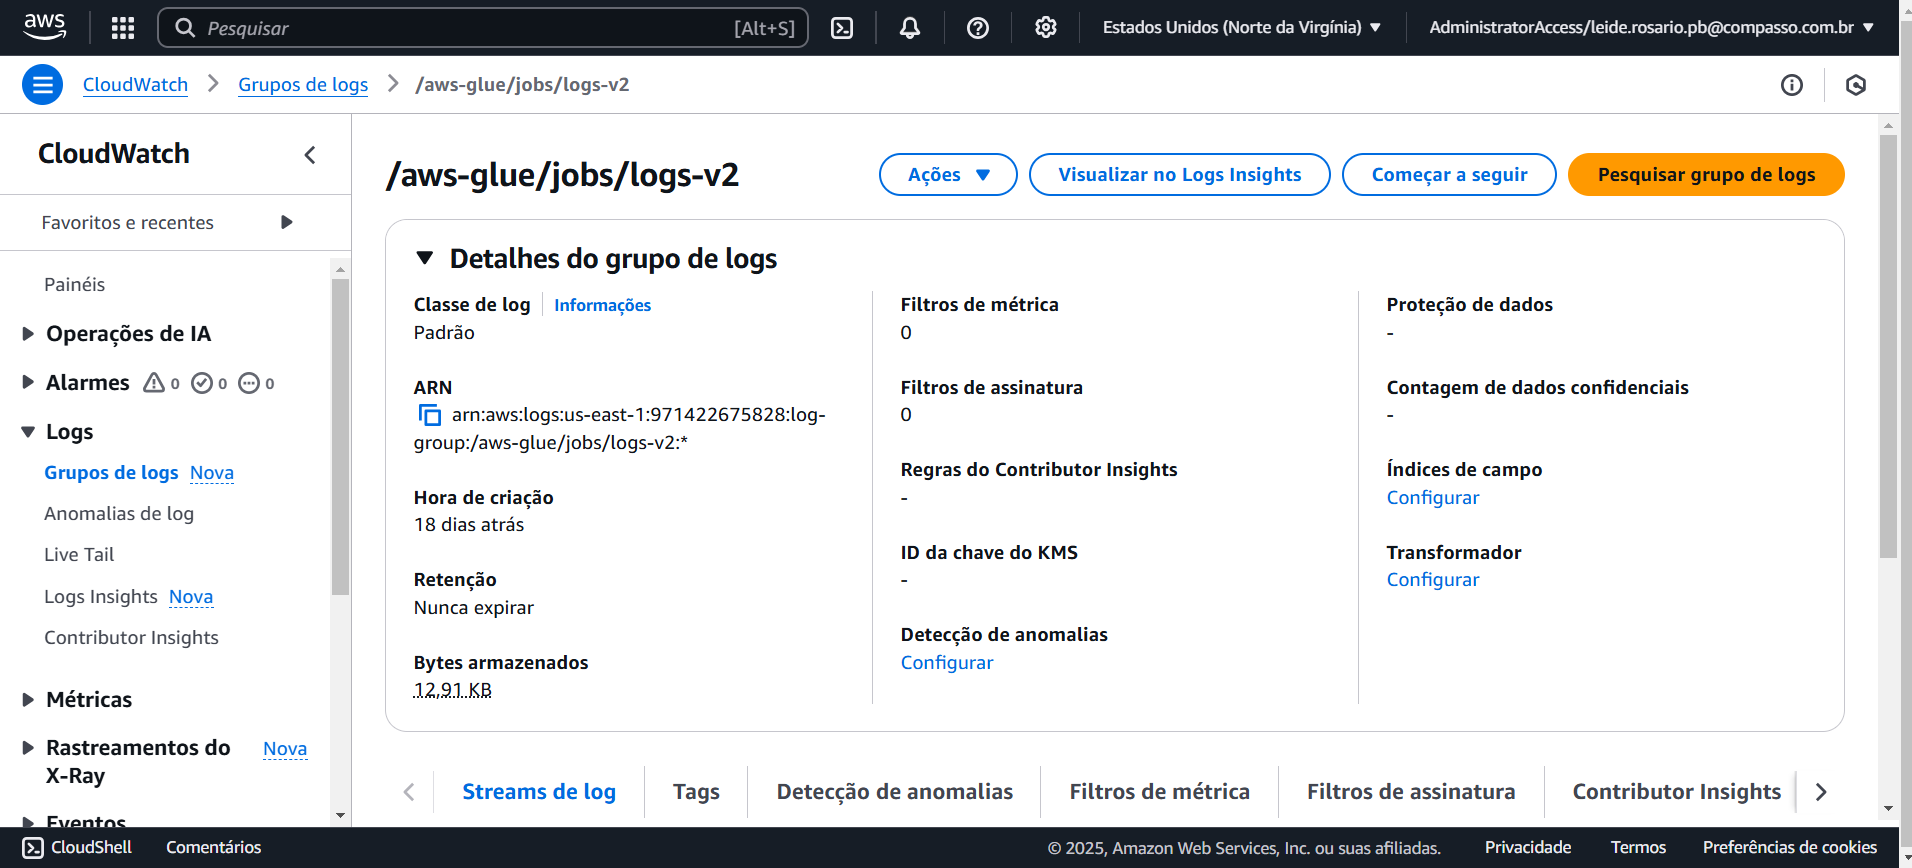 aws
Pesquisar
[Alt+S]
Estados Unidos (Norte da Virgínia)
AdministratorAccess/leide.rosario.pb@compasso.com.br
CloudWatch
Grupos de logs
/aws-glue/jobs/logs-v2
CloudWatch
Favoritos e recentes
Painéis
Operações de IA
Alarmes 0 0 0
Logs
Grupos de logs Nova
Anomalias de log
Live Tail
Logs Insights Nova
Contributor Insights
Métricas
Rastreamentos do Nova
X-Ray
Eventos
/aws-glue/jobs/logs-v2
Ações
Visualizar no Logs Insights
Começar a seguir
Pesquisar grupo de logs
Detalhes do grupo de logs
Classe de log
Informações
Padrão
ARN
arn:aws:logs:us-east-1:971422675828:log-
group:/aws-glue/jobs/logs-v2:*
Hora de criação
18 dias atrás
Retenção
Nunca expirar
Bytes armazenados
12,91 KB
Filtros de métrica
0
Filtros de assinatura
0
Regras do Contributor Insights
-
ID da chave do KMS
-
Detecção de anomalias
Configurar
Proteção de dados
-
Contagem de dados confidenciais
-
Índices de campo
Configurar
Transformador
Configurar
Streams de log
Tags
Detecção de anomalias
Filtros de métrica
Filtros de assinatura
Contributor Insights
CloudShell
Comentários
© 2025, Amazon Web Services, Inc. ou suas afiliadas.
Privacidade
Termos
Preferências de cookies